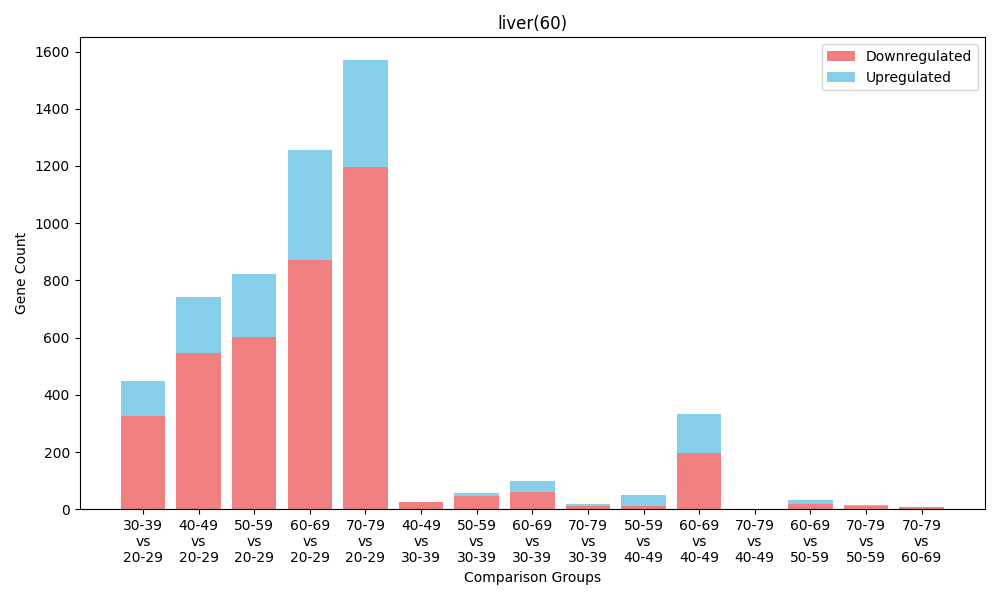 liver(60)
Downregulated
Upregulated
Gene Count
1600
1400
1200
1000
800
600
400
200
0
30-39
vs
20-29
40-49
vs
20-29
50-59
vs
20-29
60-69
vs
20-29
70-79
vs
20-29
40-49
vs
30-39
50-59
vs
30-39
60-69
vs
30-39
70-79
vs
30-39
50-59
vs
40-49
60-69
vs
40-49
70-79
vs
40-49
60-69
vs
50-59
70-79
vs
50-59
70-79
vs
60-69
Comparison Groups